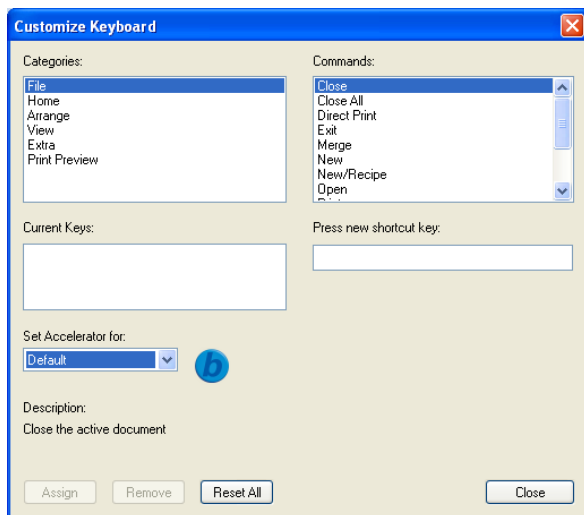 Customize Keyboard
Categories:
File
Home
Arrange
View
Extra
Print Preview
Commands:
Close
Close All
Direct Print
Exit
Merge
New
New/Recipe
Open
Current Keys:
Press new shortcut key:
Set Accelerator for:
Default
b
Description:
Close the active document
Assign
Remove
Reset All
Close